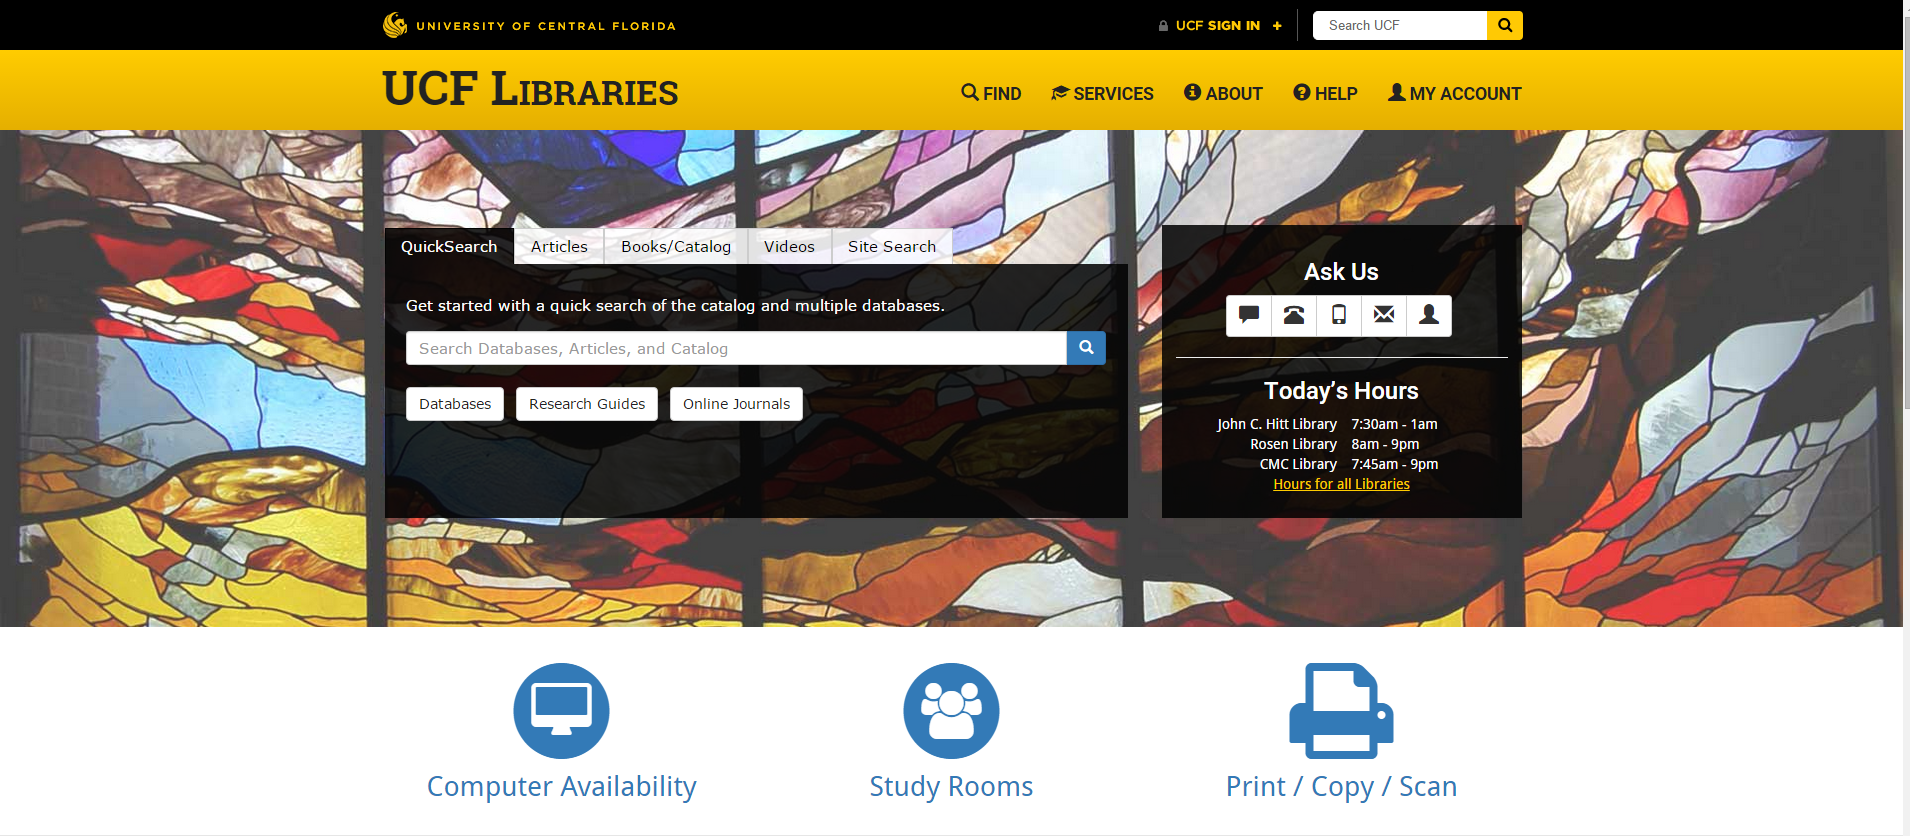 UNIVERSITY OF CENTRAL FLORIDA
UCF SIGN IN +
Search UCF
UCF LIBRARIES
FIND
SERVICES
ABOUT
HELP
MY ACCOUNT
QuickSearch
Articles
Books/Catalog
Videos
Site Search
Get started with a quick search of the catalog and multiple databases.
Search Databases, Articles, and Catalog
Databases
Research Guides
Online Journals
Ask Us
Today’s Hours
John C. Hitt Library 7:30am - 1am
Rosen Library 8am - 9pm
CMC Library 7:45am - 9pm
Hours for all Libraries
Computer Availability
Study Rooms
Print / Copy / Scan